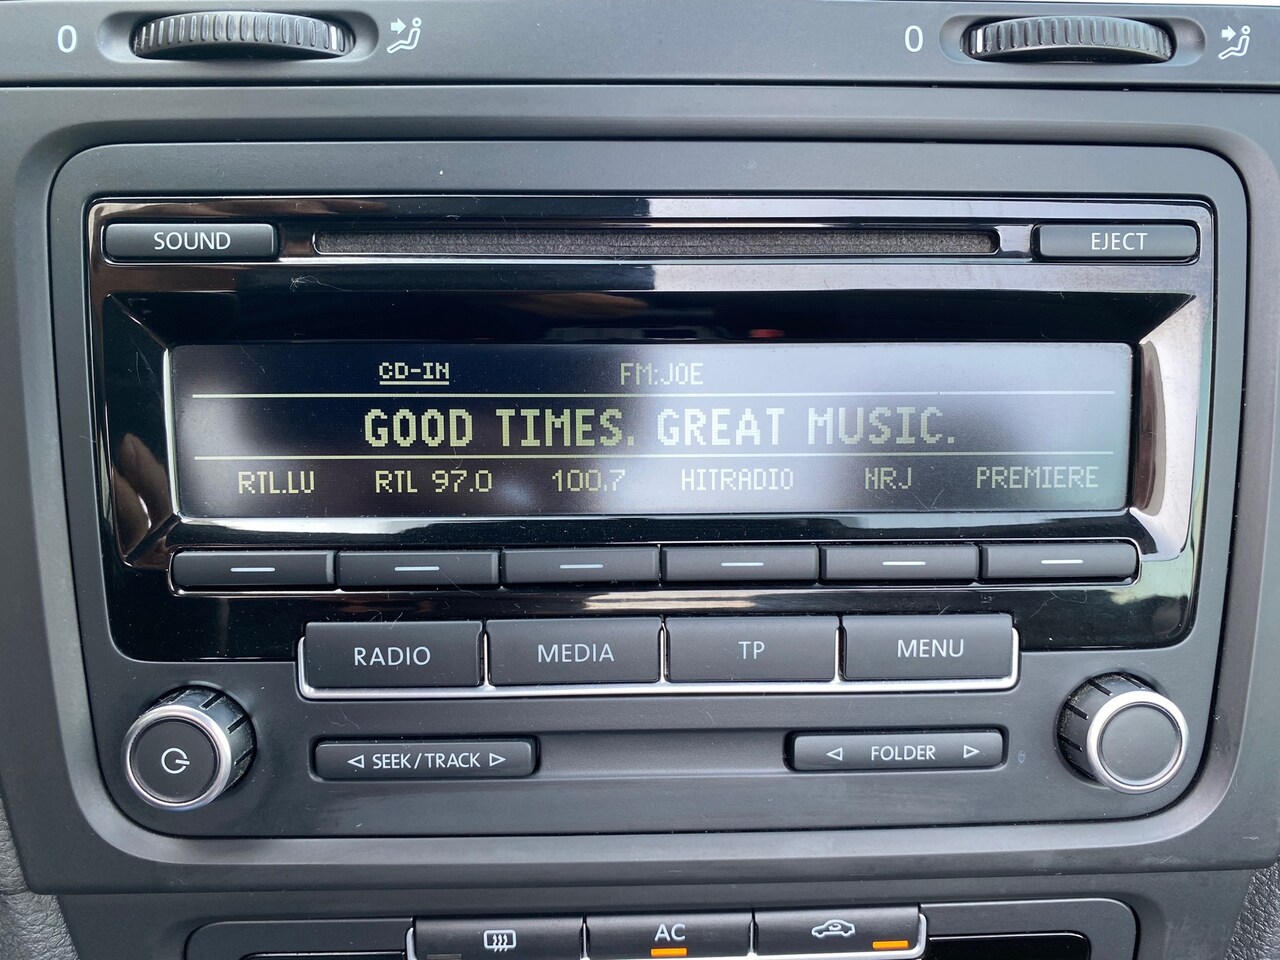 0 0
SOUND EJECT
CD-IN FM:JOE
GOOD TIMES. GREAT MUSIC.
RTL.LU RTL 97.0 100.7 HITRADIO NRJ PREMIERE
RADIO MEDIA TP MENU
SEEK/TRACK FOLDER
AC